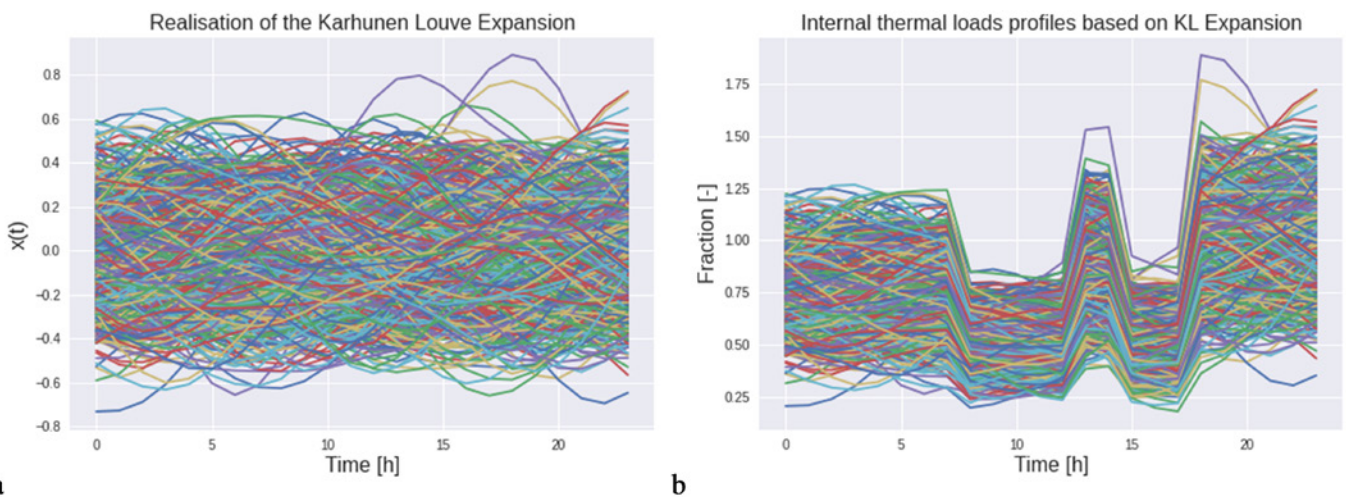 Realisation of the Karhunen Louve Expansion
0.8
0.6
0.4
0.2
0.0
−0.2
−0.4
−0.6
−0.8
x(t)
0 5 10 15 20
Time [h]
a
Internal thermal loads profiles based on KL Expansion
1.75
1.50
1.25
1.00
0.75
0.50
0.25
Fraction [-]
0 5 10 15 20
Time [h]
b